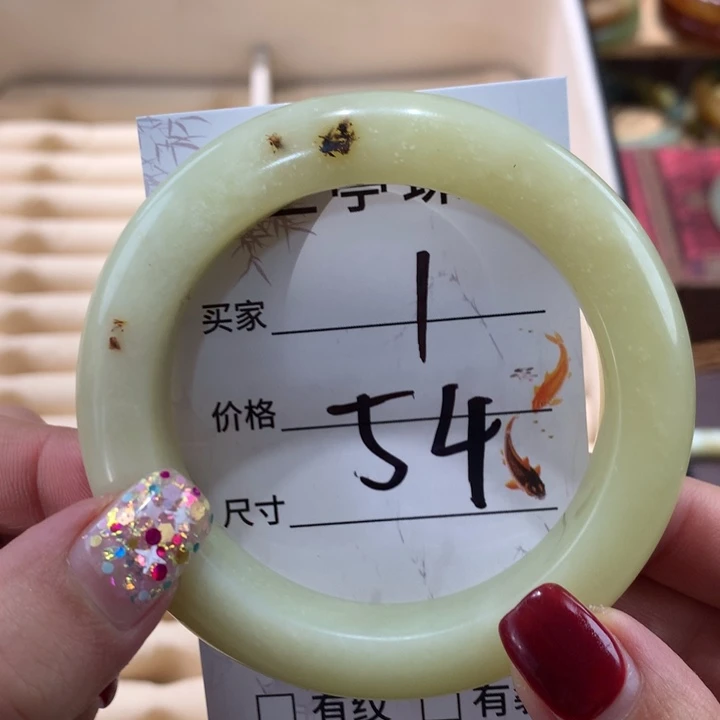 买家 1
价格 54
尺寸
□ 有纹 □ 有